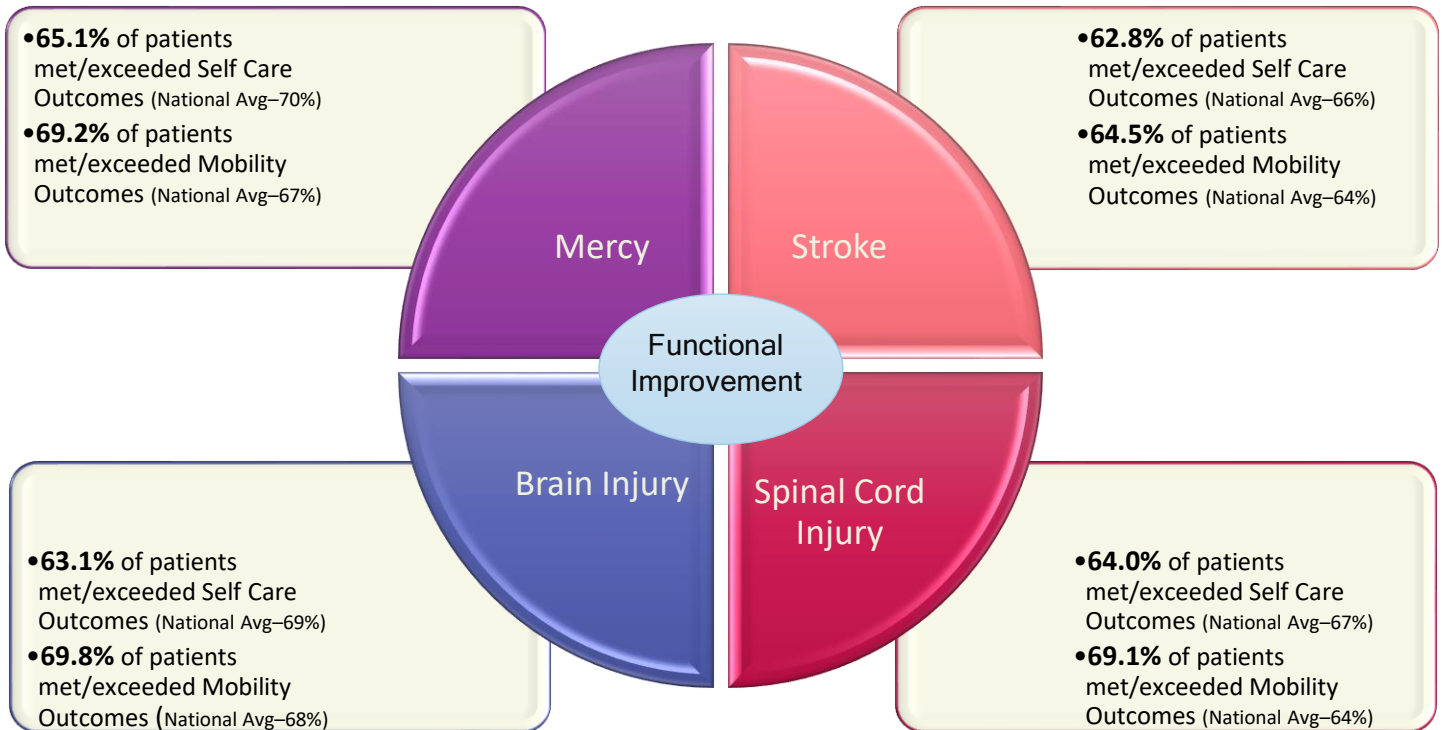 •65.1% of patients
met/exceeded Self Care
Outcomes (National Avg–70%)
•69.2% of patients
met/exceeded Mobility
Outcomes (National Avg–67%)
•62.8% of patients
met/exceeded Self Care
Outcomes (National Avg–66%)
•64.5% of patients
met/exceeded Mobility
Outcomes (National Avg–64%)
Mercy
Stroke
Functional
Improvement
Brain Injury
Spinal Cord
Injury
•63.1% of patients
met/exceeded Self Care
Outcomes (National Avg–69%)
•69.8% of patients
met/exceeded Mobility
Outcomes (National Avg–68%)
•64.0% of patients
met/exceeded Self Care
Outcomes (National Avg–67%)
•69.1% of patients
met/exceeded Mobility
Outcomes (National Avg–64%)